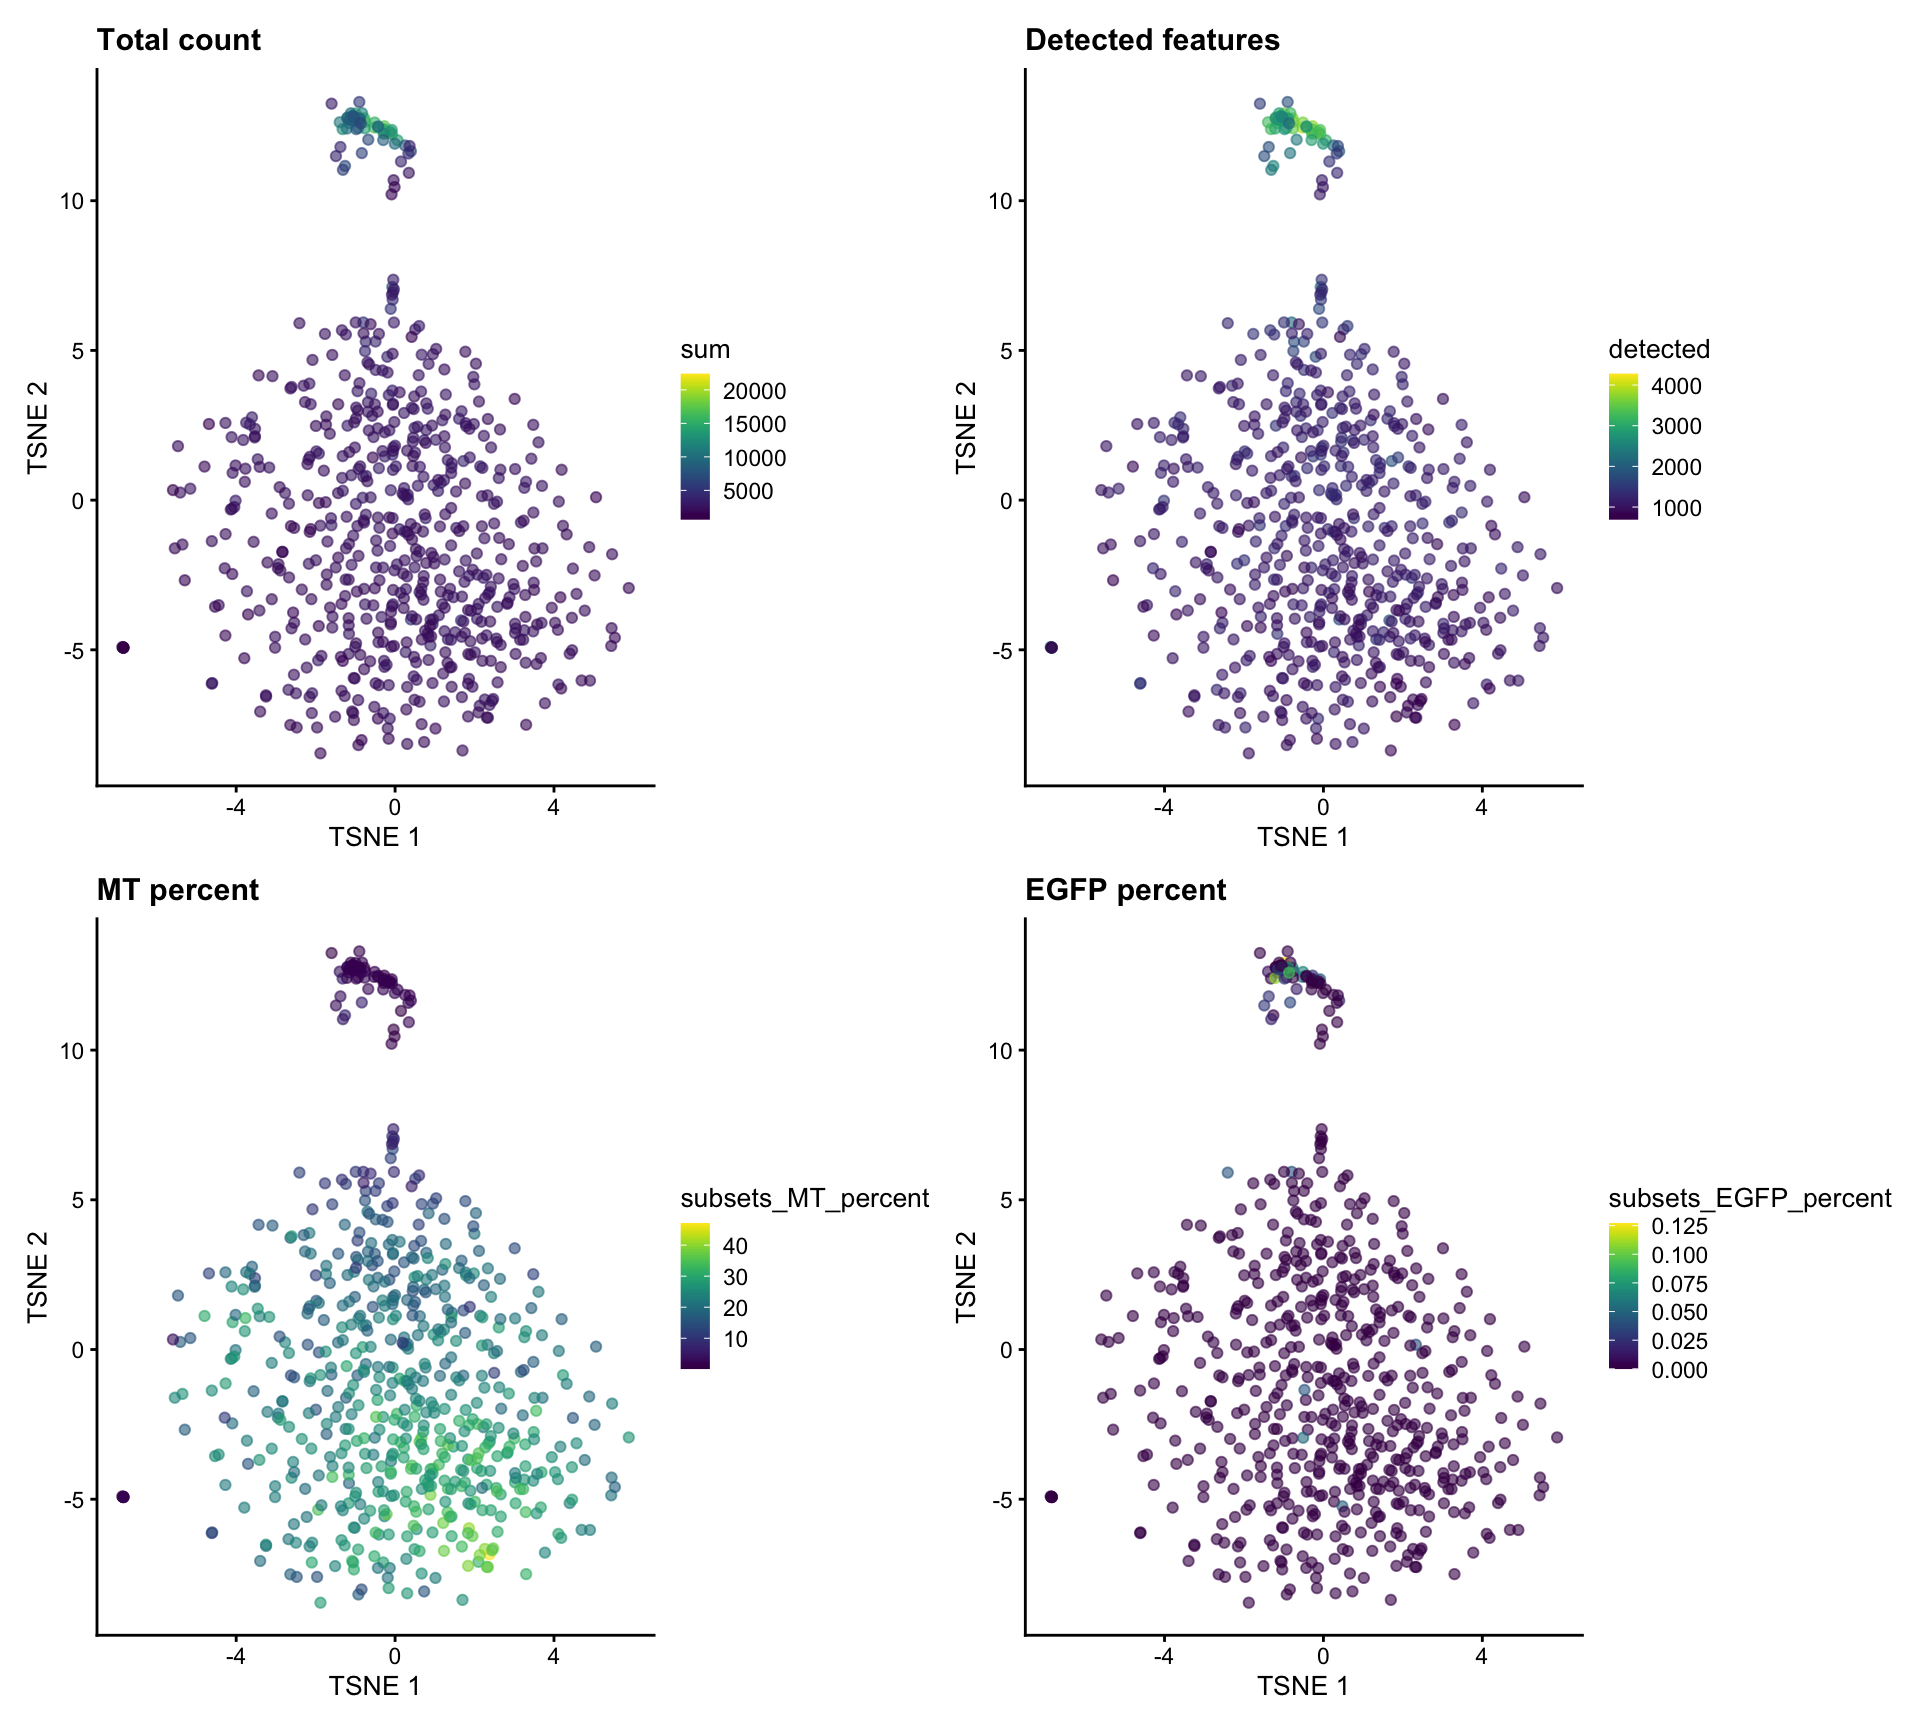 Total count
TSNE 2
10
5
0
-5
-4
0
4
TSNE 1
sum
20000
15000
10000
5000
Detected features
TSNE 2
10
5
0
-5
-4
0
4
TSNE 1
detected
4000
3000
2000
1000
MT percent
TSNE 2
10
5
0
-5
-4
0
4
TSNE 1
subsets_MT_percent
40
30
20
10
EGFP percent
TSNE 2
10
5
0
-5
-4
0
4
TSNE 1
subsets_EGFP_percent
0.125
0.100
0.075
0.050
0.025
0.000